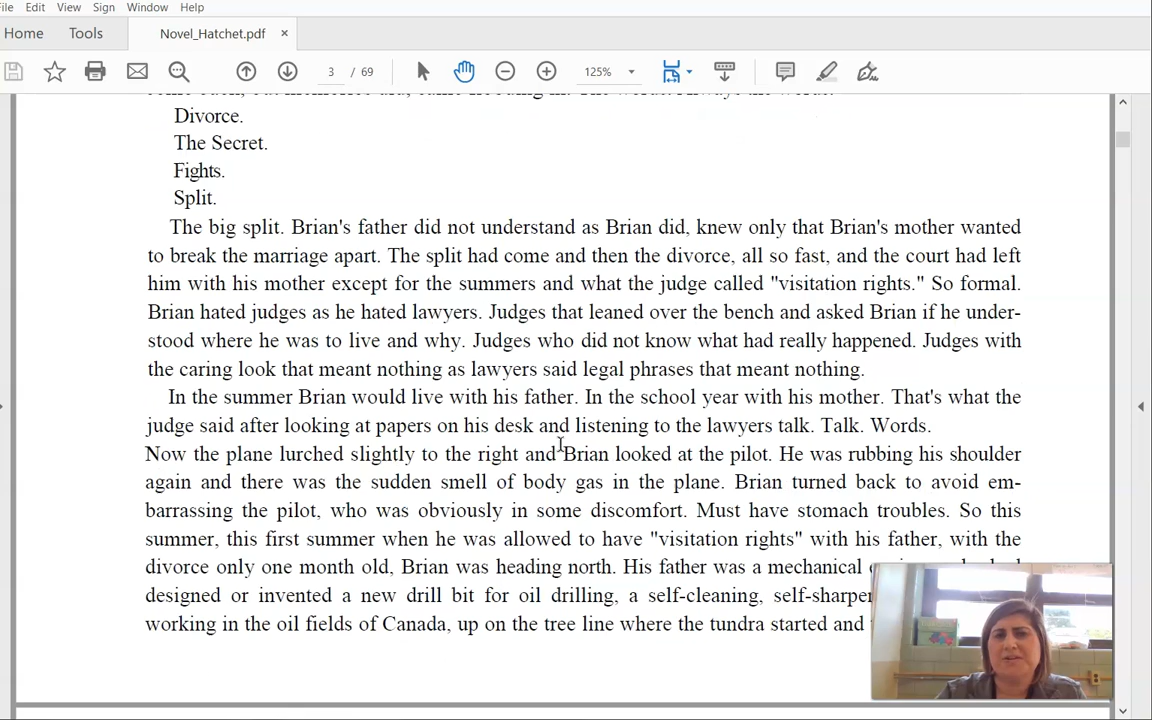 File Edit View Sign Window Help
Home Tools Novel_Hatchet.pdf ×
3 / 69 125%
Divorce.
The Secret.
Fights.
Split.
The big split. Brian's father did not understand as Brian did, knew only that Brian's mother wanted
to break the marriage apart. The split had come and then the divorce, all so fast, and the court had left
him with his mother except for the summers and what the judge called "visitation rights." So formal.
Brian hated judges as he hated lawyers. Judges that leaned over the bench and asked Brian if he under-
stood where he was to live and why. Judges who did not know what had really happened. Judges with
the caring look that meant nothing as lawyers said legal phrases that meant nothing.
In the summer Brian would live with his father. In the school year with his mother. That's what the
judge said after looking at papers on his desk and listening to the lawyers talk. Talk. Words.
Now the plane lurched slightly to the right and Brian looked at the pilot. He was rubbing his shoulder
again and there was the sudden smell of body gas in the plane. Brian turned back to avoid em-
barrassing the pilot, who was obviously in some discomfort. Must have stomach troubles. So this
summer, this first summer when he was allowed to have "visitation rights" with his father, with the
divorce only one month old, Brian was heading north. His father was a mechanical
designed or invented a new drill bit for oil drilling, a self-cleaning, self-sharpen
working in the oil fields of Canada, up on the tree line where the tundra started and